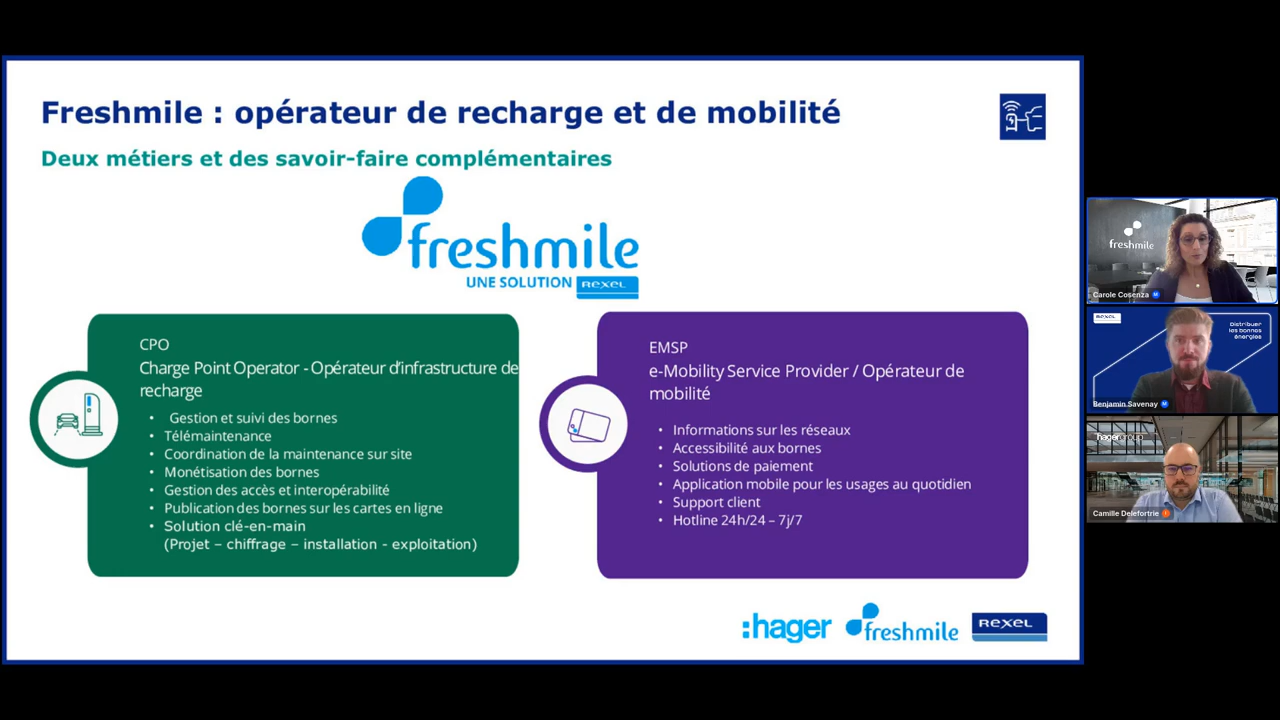 Freshmile : opérateur de recharge et de mobilité
Deux métiers et des savoir-faire complémentaires
freshmile
UNE SOLUTION REXEL
CPO
Charge Point Operator - Opérateur d'infrastructure de
recharge
• Gestion et suivi des bornes
• Télémaintenance
• Coordination de la maintenance sur site
• Monétisation des bornes
• Gestion des accès et interopérabilité
• Publication des bornes sur les cartes en ligne
• Solution clé-en-main
(Projet – chiffrage – installation - exploitation)
EMSP
e-Mobility Service Provider / Opérateur de
mobilité
• Informations sur les réseaux
• Accessibilité aux bornes
• Solutions de paiement
• Application mobile pour les usages au quotidien
• Support client
• Hotline 24h/24 – 7j/7
:hager freshmile REXEL
freshmile
Carole Cosenza
REXEL
Distribuer
les bonnes
énergies
Benjamin Savenay
:hagergroup
Camille Delefortrie